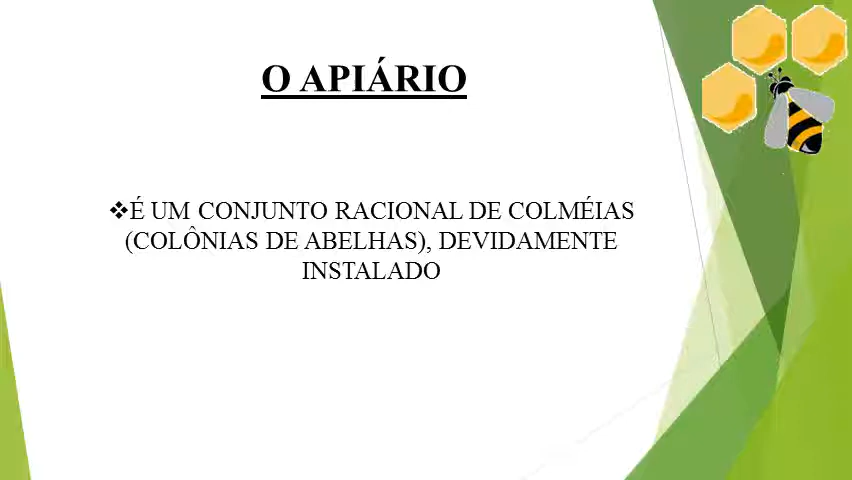 O APIÁRIO
❖É UM CONJUNTO RACIONAL DE COLMÉIAS
(COLÔNIAS DE ABELHAS), DEVIDAMENTE
INSTALADO